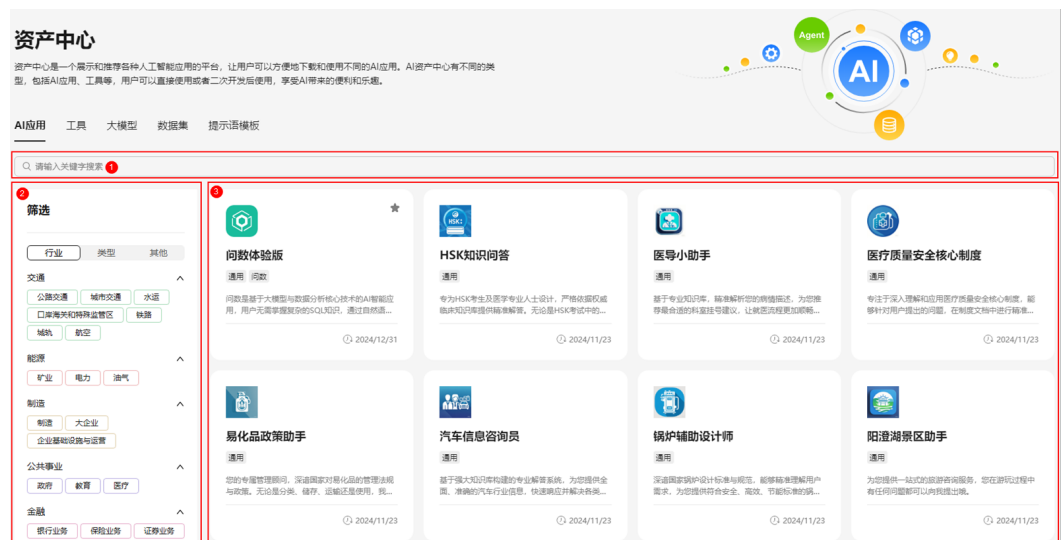 资产中心
资产中心是一个展示和推荐各种人工智能应用的平台，让用户可以方便地下载和使用不同的AI应用。AI资产中心有不同的类
型，包括AI应用、工具等，用户可以直接使用或者二次开发后使用，享受AI带来的便利和乐趣。
Agent
AI
AI应用 工具 大模型 数据集 提示语模板
请输入关键字搜索 1
2
筛选
行业 类型 其他
交通
公路交通 城市交通 水运
口岸海关和特殊监管区 铁路
城轨 航空
能源
矿业 电力 油气
制造
制造 大企业
企业基础设施与运营
公共事业
政府 教育 医疗
金融
银行业务 保险业务 证券业务
3
问数体验版
通用 问数
问数是基于大模型与数据分析核心技术的AI智能应
用，用户无需掌握复杂的SQL知识，通过自然语...
2024/12/31
HSK
HSK知识问答
通用
专为HSK考生及医学专业人士设计，严格依据权威
临床知识库提供精准解答。无论是HSK考试中的...
2024/11/23
医导小助手
通用
基于专业知识库，精准解析您的病情描述，为您推
荐最合适的科室挂号建议，让就医流程更加顺畅...
2024/11/23
医疗质量安全核心制度
通用
专注于深入理解和应用医疗质量安全核心制度，能
够针对用户提出的问题，在制度文档中进行精准...
2024/11/23
易化品政策助手
通用
您的专属管理顾问，深谙国家对易化品的管理法规
与政策。无论是分类、储存、运输还是使用，我...
2024/11/23
汽车信息咨询员
通用
基于强大知识库构建的专业解答系统，为您提供全
面、准确的汽车行业信息，快速响应并解决各类...
2024/11/23
锅炉辅助设计师
通用
深谙国家锅炉设计标准与规范，能够精准理解用户
需求，为您提供符合安全、高效、节能标准的锅...
2024/11/23
阳澄湖景区助手
通用
为您提供一站式的旅游咨询服务，您在游玩过程中
有任何问题都可以向我提出哦。
2024/11/23